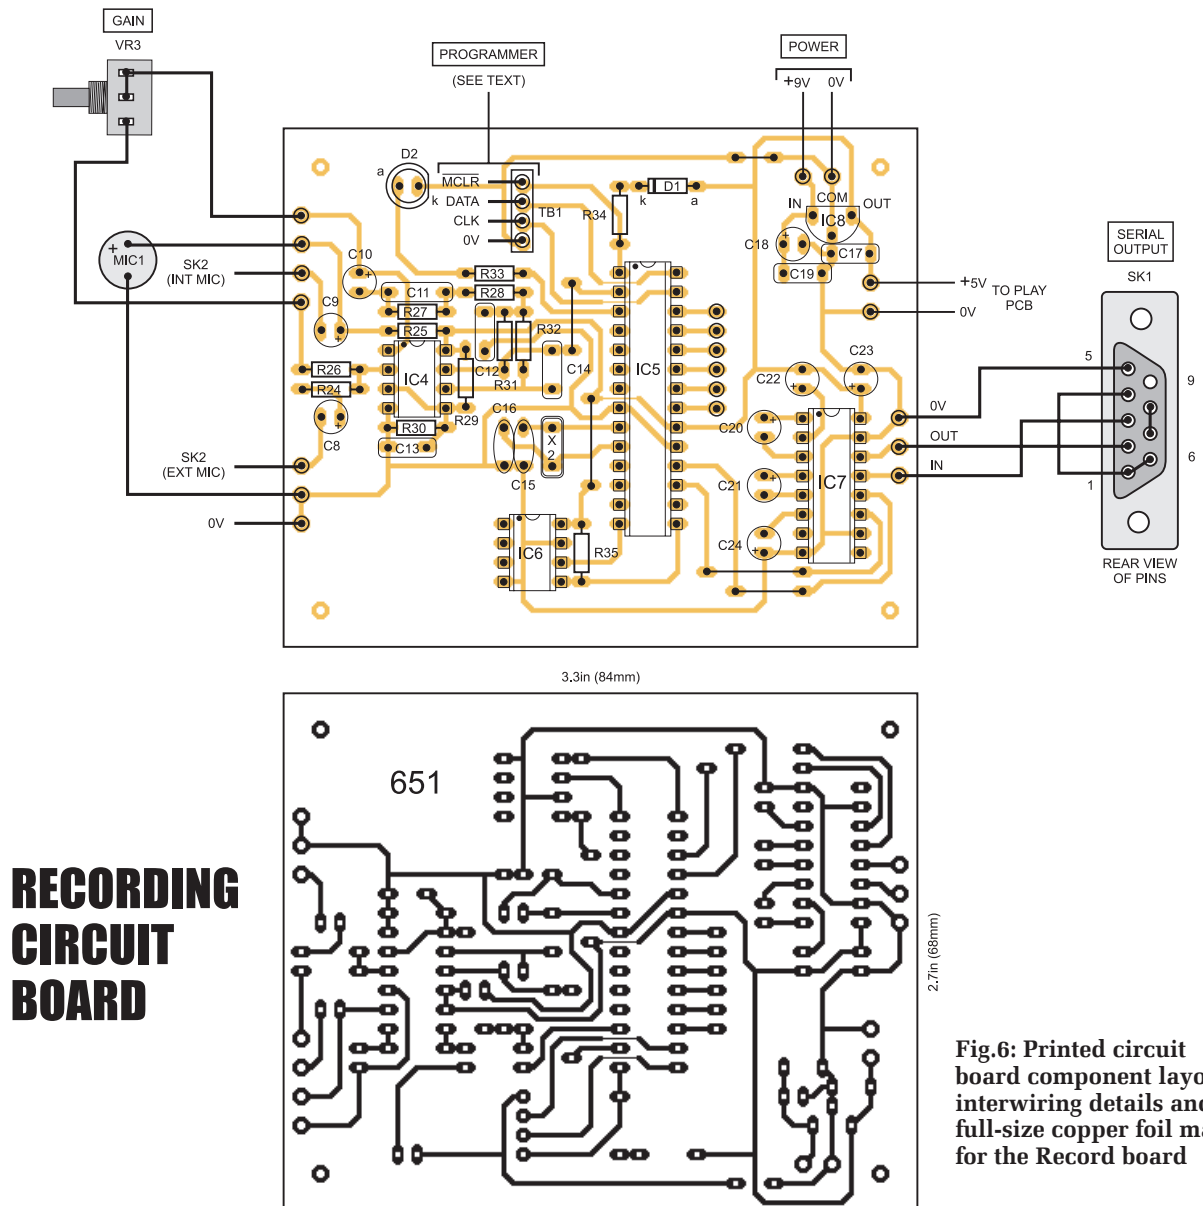 GAIN
VR3
PROGRAMMER
(SEE TEXT)
POWER
+9V 0V
D2
a
k
MCLR
DATA
CLK
0V
TB1
R34
D1
k
a
IN
COM
OUT
IC8
C18
C17
C19
SERIAL
OUTPUT
SK1
+
MIC1
SK2
(INT MIC)
C10
+
C9
+
C11
R33
R28
R27
R25
R32
+5V
TO PLAY
PCB
0V
R26
R24
IC4
C12
R31
C14
IC5
C22
+
C23
+
5
9
C8
+
R29
R30
C16
C13
X
2
C15
C20
+
0V
OUT
IN
SK2
(EXT MIC)
C21
+
IC7
6
1
0V
IC6
R35
C24
+
REAR VIEW
OF PINS
3.3in (84mm)
651
RECORDING
CIRCUIT
BOARD
2.7in (68mm)
Fig.6: Printed circuit
board component layo
interwiring details and
full-size copper foil ma
for the Record board